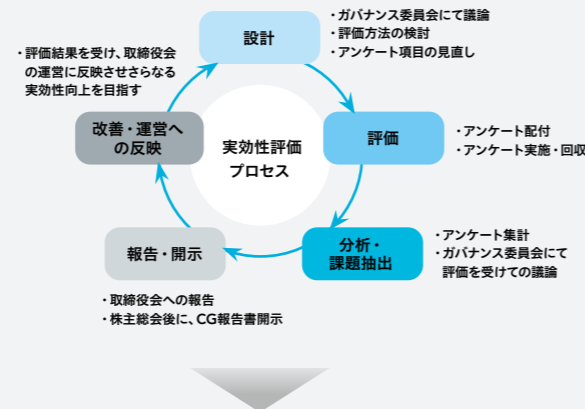 設計
・ガバナンス委員会にて議論
・評価方法の検討
・アンケート項目の見直し
評価
・アンケート配付
・アンケート実施・回収
分析・
課題抽出
・アンケート集計
・ガバナンス委員会にて
評価を受けての議論
報告・開示
・取締役会への報告
・株主総会後に、CG報告書開示
改善・運営へ
の反映
・評価結果を受け、取締役会
の運営に反映させさらなる
実効性向上を目指す
実効性評価
プロセス